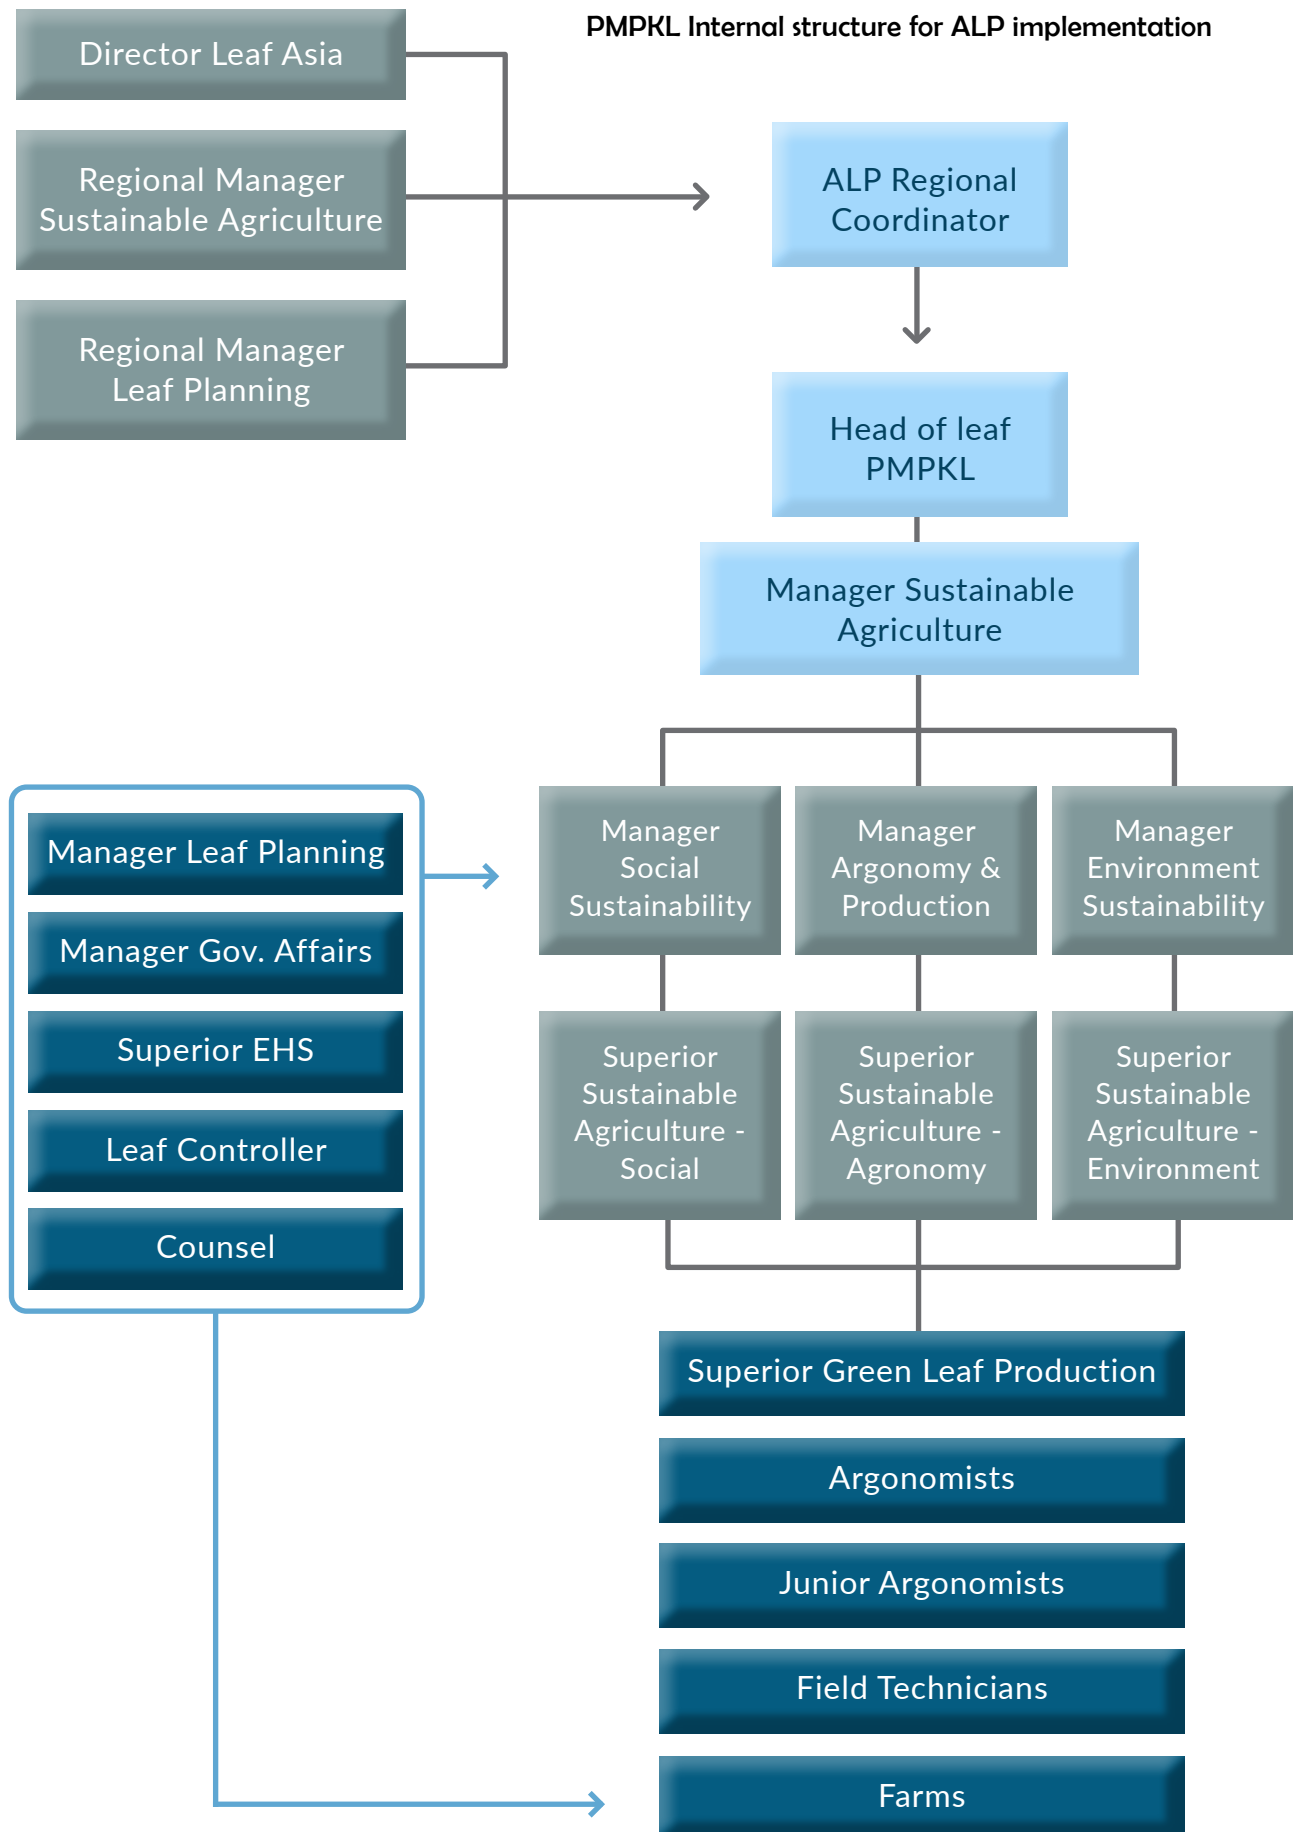 PMPKL Internal structure for ALP implementation
Director Leaf Asia
Regional Manager
Sustainable Agriculture
Regional Manager
Leaf Planning
ALP Regional
Coordinator
Head of leaf
PMPKL
Manager Sustainable
Agriculture
Manager Leaf Planning
Manager Gov. Affairs
Superior EHS
Leaf Controller
Counsel
Manager
Social
Sustainability
Manager
Argonomy &
Production
Manager
Environment
Sustainability
Superior
Sustainable
Agriculture -
Social
Superior
Sustainable
Agriculture -
Agronomy
Superior
Sustainable
Agriculture -
Environment
Superior Green Leaf Production
Argonomists
Junior Argonomists
Field Technicians
Farms